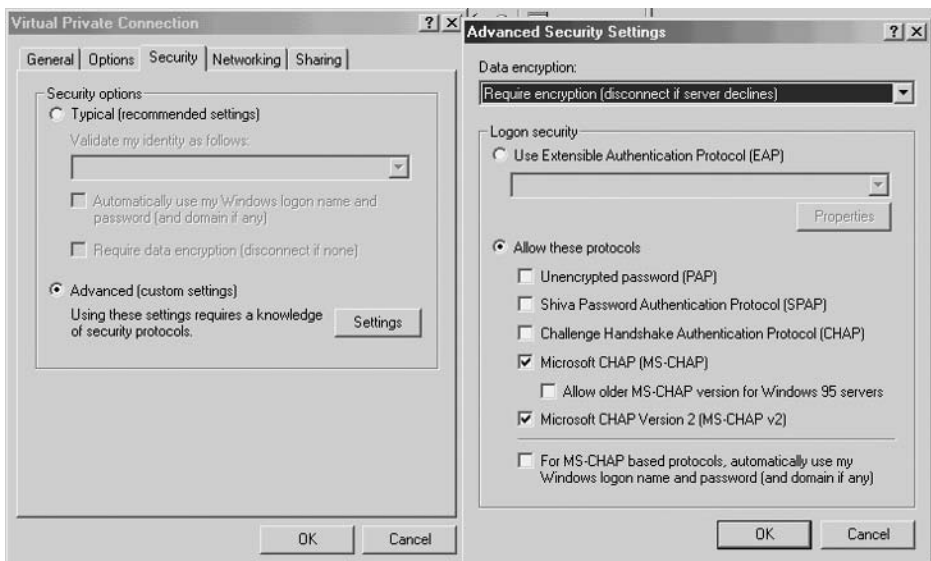 Virtual Private Connection
General
Options
Security
Networking
Sharing
Security options
Typical (recommended settings)
Validate my identity as follows:
Automatically use my Windows logon name and
password (and domain if any)
Require data encryption (disconnect if none)
Advanced (custom settings)
Using these settings requires a knowledge
of security protocols.
Settings
OK
Cancel
Advanced Security Settings
Data encryption:
Require encryption (disconnect if server declines)
Logon security
Use Extensible Authentication Protocol (EAP)
Properties
Allow these protocols
Unencrypted password (PAP)
Shiva Password Authentication Protocol (SPAP)
Challenge Handshake Authentication Protocol (CHAP)
Microsoft CHAP (MS-CHAP)
Allow older MS-CHAP version for Windows 95 servers
Microsoft CHAP Version 2 (MS-CHAP v2)
For MS-CHAP based protocols, automatically use my
Windows logon name and password (and domain if any)
OK
Cancel